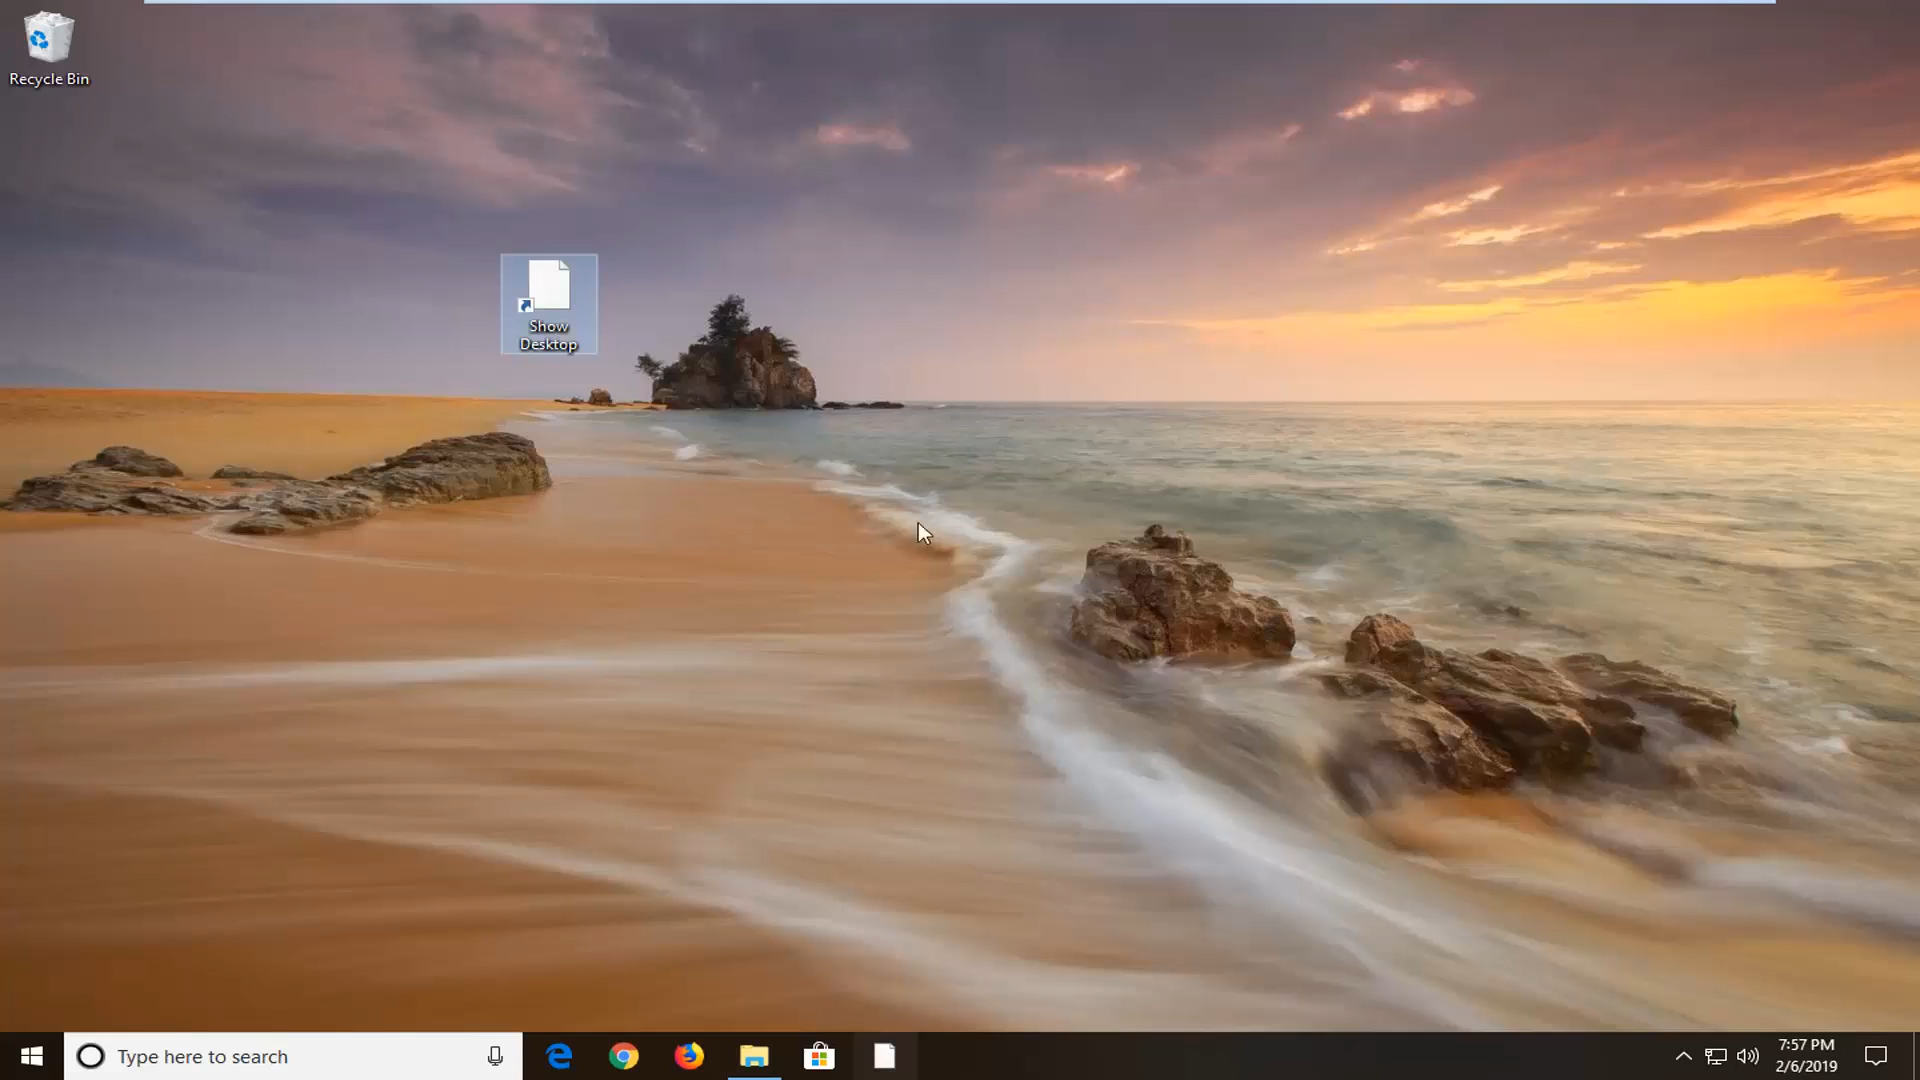 Recycle Bin
Show
Desktop
Type here to search
7:57 PM
2/6/2019